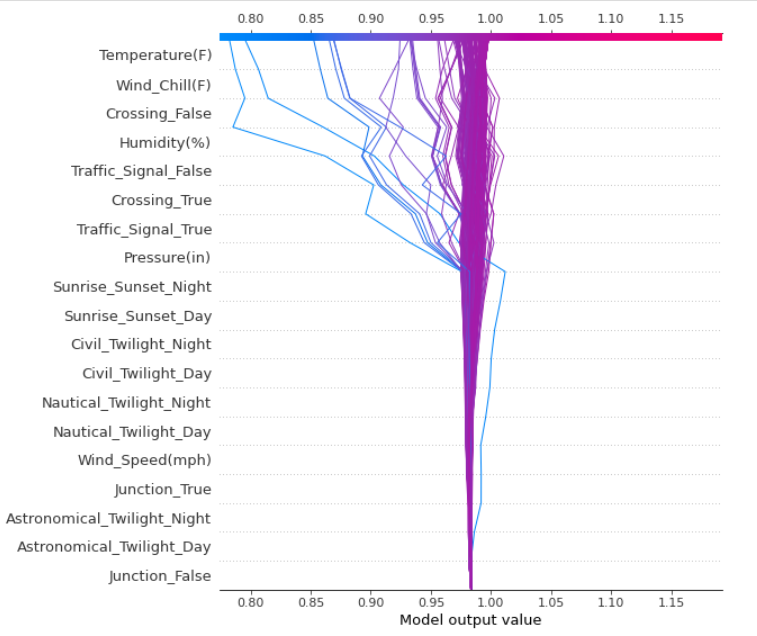 0.80 0.85 0.90 0.95 1.00 1.05 1.10 1.15
Temperature(F)
Wind_Chill(F)
Crossing_False
Humidity(%)
Traffic_Signal_False
Crossing_True
Traffic_Signal_True
Pressure(in)
Sunrise_Sunset_Night
Sunrise_Sunset_Day
Civil_Twilight_Night
Civil_Twilight_Day
Nautical_Twilight_Night
Nautical_Twilight_Day
Wind_Speed(mph)
Junction_True
Astronomical_Twilight_Night
Astronomical_Twilight_Day
Junction_False
0.80 0.85 0.90 0.95 1.00 1.05 1.10 1.15
Model output value